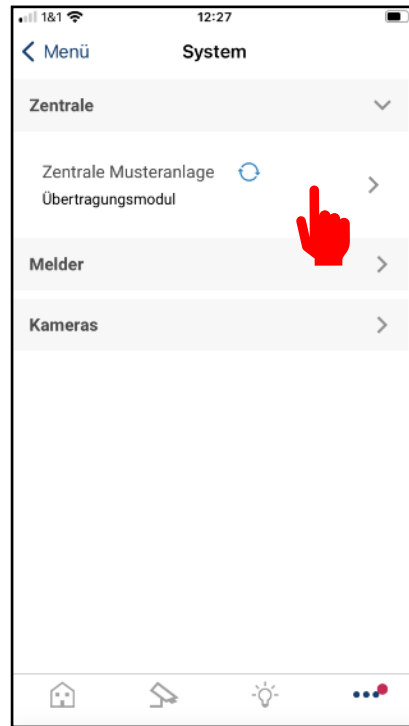 1&1 12:27
Menü System
Zentrale
Zentrale Musteranlage
Übertragungsmodul
Melder
Kameras